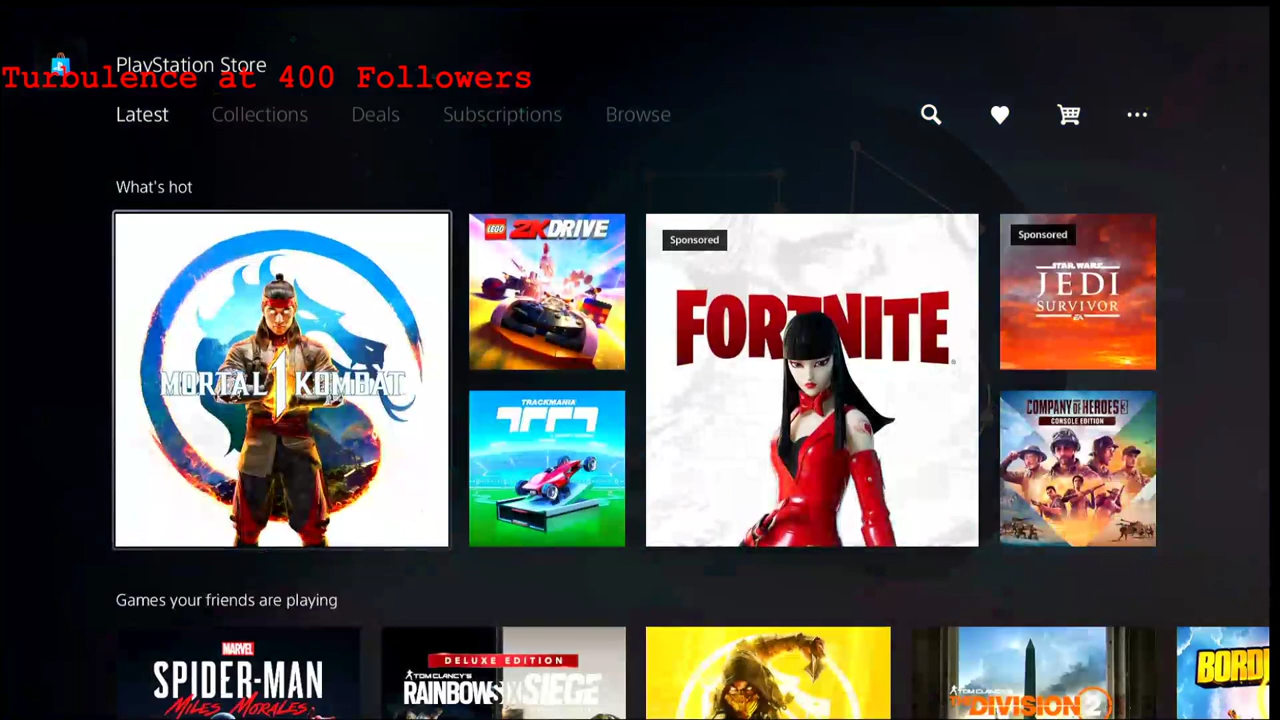 PlayStation Store
Turbulence at 400 Followers
Latest
Collections
Deals
Subscriptions
Browse
What's hot
MORTAL KOMBAT 1
LEGO 2K DRIVE
TRACKMANIA
Sponsored
FORTNITE
Sponsored
STAR WARS
JEDI
SURVIVOR
EA
COMPANY OF HEROES 3
CONSOLE EDITION
Games your friends are playing
MARVEL
SPIDER-MAN
MILES MORALES
DELUXE EDITION
TOM CLANCY'S
RAINBOW SIX SIEGE
TOM CLANCY'S
THE DIVISION 2
BORD